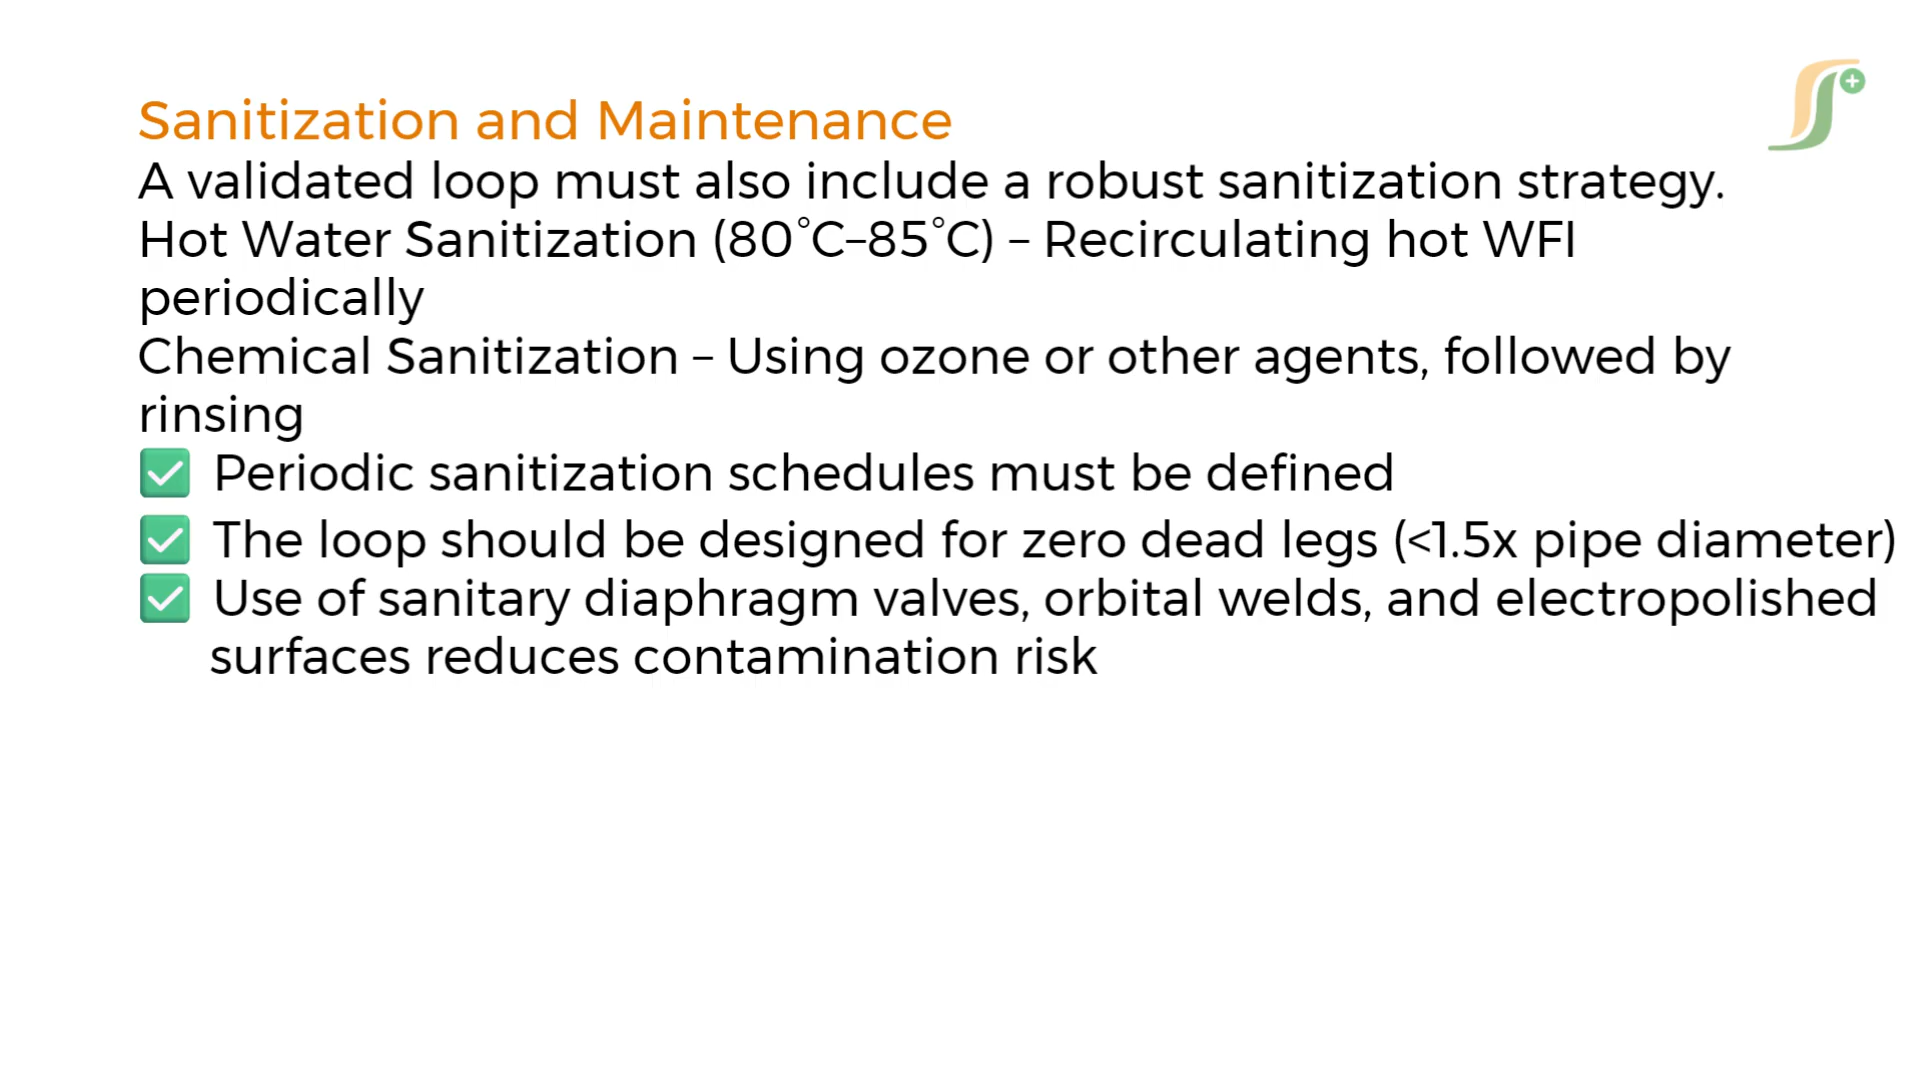 Sanitization and Maintenance
A validated loop must also include a robust sanitization strategy.
Hot Water Sanitization (80°C–85°C) – Recirculating hot WFI
periodically
Chemical Sanitization – Using ozone or other agents, followed by
rinsing
✅ Periodic sanitization schedules must be defined
✅ The loop should be designed for zero dead legs (<1.5x pipe diameter)
✅ Use of sanitary diaphragm valves, orbital welds, and electropolished
surfaces reduces contamination risk